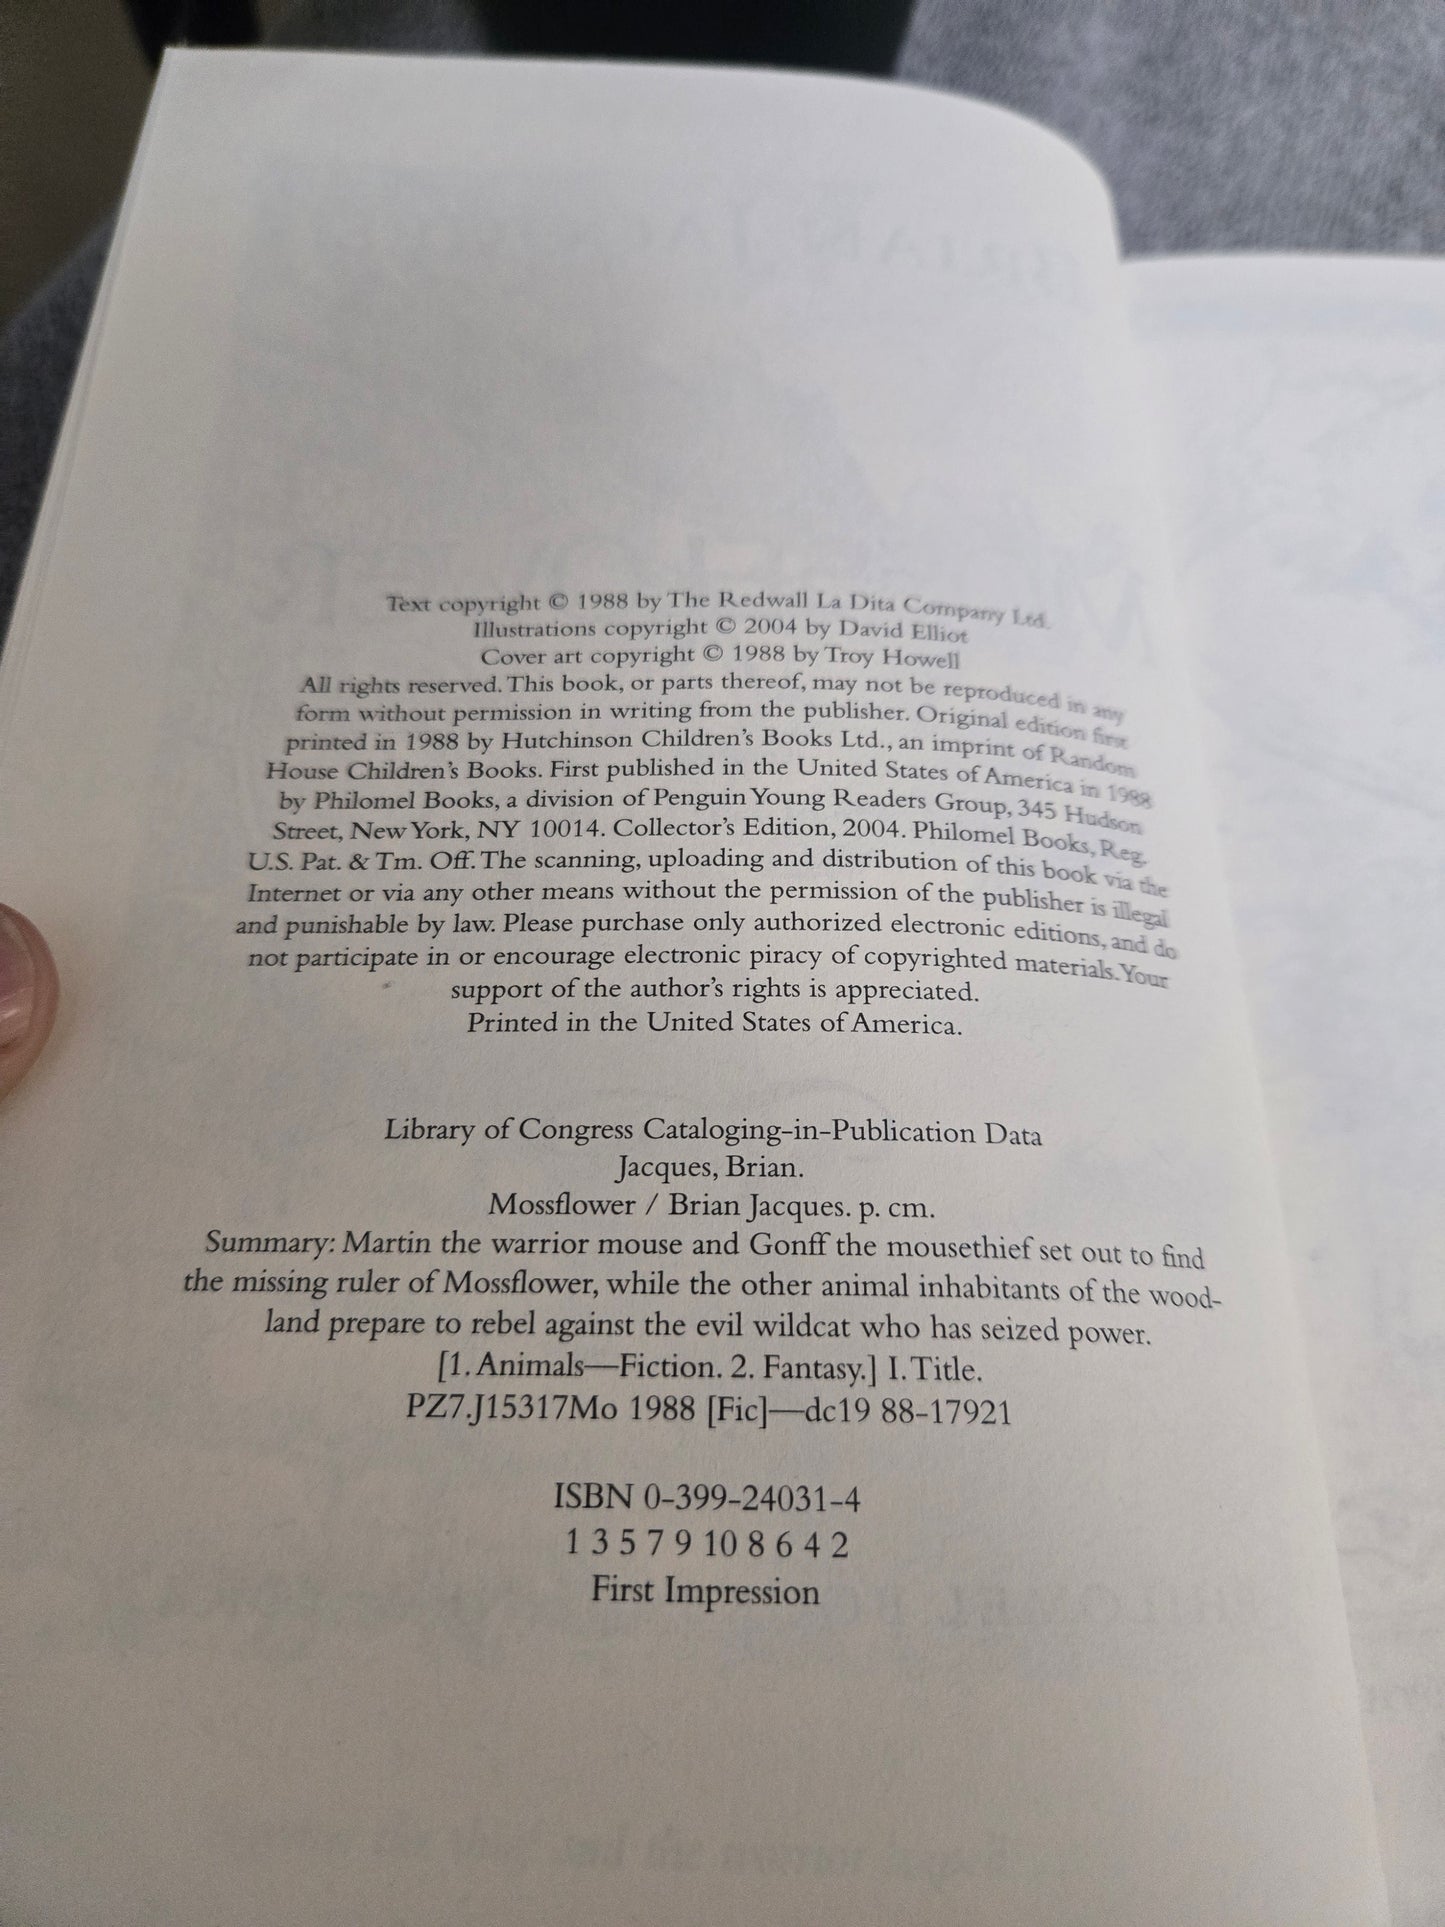 Text copyright © 1988 by The Redwall La Dita Company Ltd.
Illustrations copyright © 2004 by David Elliot
Cover art copyright © 1988 by Troy Howell
All rights reserved. This book, or parts thereof, may not be reproduced in any
form without permission in writing from the publisher. Original edition first
printed in 1988 by Hutchinson Children's Books Ltd., an imprint of Random
House Children's Books. First published in the United States of America in 1988
by Philomel Books, a division of Penguin Young Readers Group, 345 Hudson
Street, New York, NY 10014. Collector's Edition, 2004. Philomel Books, Reg.
U.S. Pat. & Tm. Off. The scanning, uploading and distribution of this book via the
Internet or via any other means without the permission of the publisher is illegal
and punishable by law. Please purchase only authorized electronic editions, and do
not participate in or encourage electronic piracy of copyrighted materials. Your
support of the author's rights is appreciated.
Printed in the United States of America.
Library of Congress Cataloging-in-Publication Data
Jacques, Brian.
Mossflower / Brian Jacques. p. cm.
Summary: Martin the warrior mouse and Gonff the mousethief set out to find
the missing ruler of Mossflower, while the other animal inhabitants of the wood-
land prepare to rebel against the evil wildcat who has seized power.
[1. Animals—Fiction. 2. Fantasy.] I. Title.
PZ7.J15317Mo 1988 [Fic]—dc19 88-17921
ISBN 0-399-24031-4
1 3 5 7 9 10 8 6 4 2
First Impression